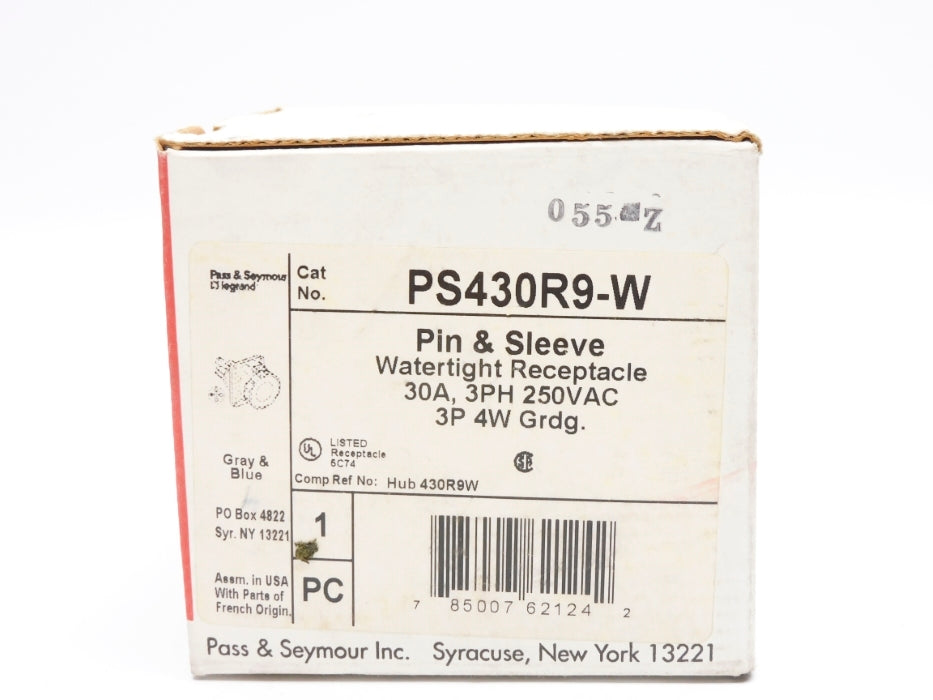 055 Z
Pass & Seymour
legrand
Cat
No.
PS430R9-W
Pin & Sleeve
Watertight Receptacle
30A, 3PH 250VAC
3P 4W Grdg.
UL
LISTED
Receptacle
5C74
Gray &
Blue
Comp Ref No: Hub 430R9W
PO Box 4822
Syr. NY 13221
1
PC
Assm. in USA
With Parts of
French Origin.
7 85007 62124 2
Pass & Seymour Inc. Syracuse, New York 13221